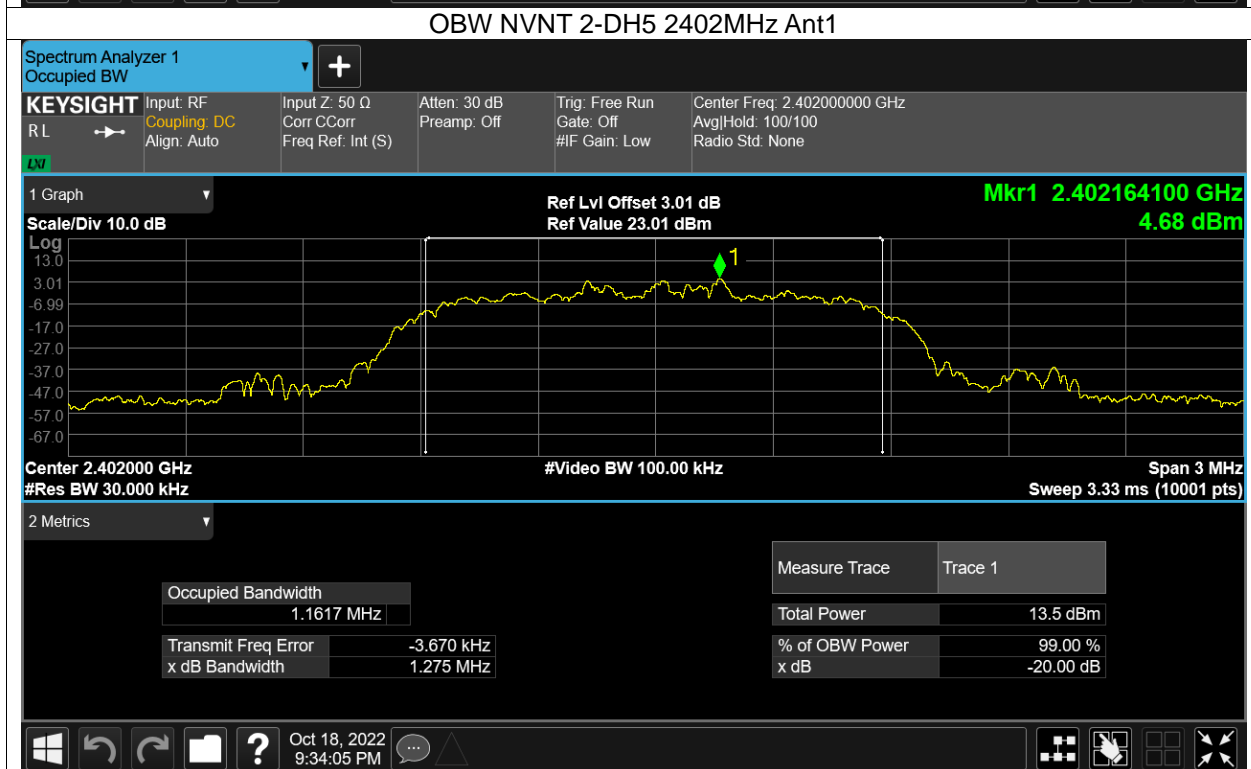 OBW NVNT 2-DH5 2402MHz Ant1
Spectrum Analyzer 1
Occupied BW
KEYSIGHT
R L
LXI
Input: RF
Coupling: DC
Align: Auto
Input Z: 50 Ω
Corr CCorr
Freq Ref: Int (S)
Atten: 30 dB
Preamp: Off
Trig: Free Run
Gate: Off
#IF Gain: Low
Center Freq: 2.402000000 GHz
Avg|Hold: 100/100
Radio Std: None
1 Graph
Scale/Div 10.0 dB
Ref Lvl Offset 3.01 dB
Ref Value 23.01 dBm
Mkr1 2.402164100 GHz
4.68 dBm
Log
13.0
3.01
-6.99
-17.0
-27.0
-37.0
-47.0
-57.0
-67.0
1
Center 2.402000 GHz
#Res BW 30.000 kHz
#Video BW 100.00 kHz
Span 3 MHz
Sweep 3.33 ms (10001 pts)
2 Metrics
Occupied Bandwidth
1.1617 MHz
Transmit Freq Error -3.670 kHz
x dB Bandwidth 1.275 MHz
Measure Trace Trace 1
Total Power 13.5 dBm
% of OBW Power 99.00 %
x dB -20.00 dB
?
Oct 18, 2022
9:34:05 PM